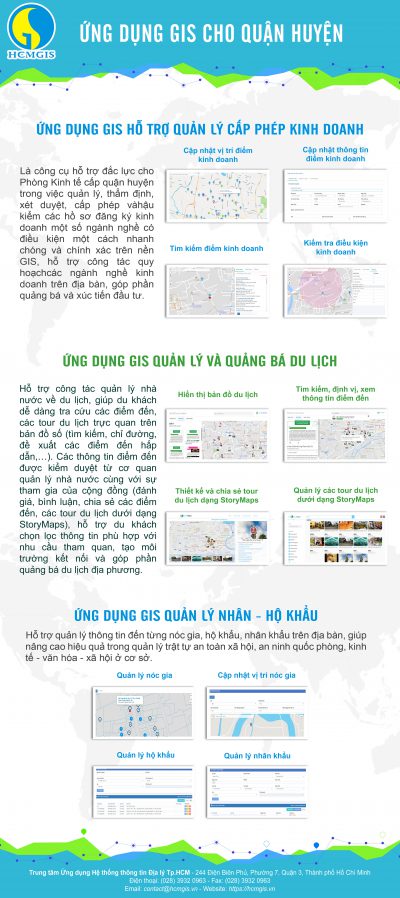 HCMGIS
ỨNG DỤNG GIS CHO QUẬN HUYỆN
ỨNG DỤNG GIS HỖ TRỢ QUẢN LÝ CẤP PHÉP KINH DOANH
Là công cụ hỗ trợ đắc lực cho
Phòng Kinh tế cấp quận huyện
trong việc quản lý, thẩm định,
xét duyệt, cấp phép vàhậu
kiểm các hồ sơ đăng ký kinh
doanh một số ngành nghề có
điều kiện một cách nhanh
chóng và chính xác trên nền
GIS, hỗ trợ công tác quy
hoạchcác ngành nghề kinh
doanh trên địa bàn, góp phần
quảng bá và xúc tiến đầu tư.
Cập nhật vị trí điểm
kinh doanh
Cập nhật thông tin
điểm kinh doanh
Tìm kiếm điểm kinh doanh
Kiểm tra điều kiện
kinh doanh
ỨNG DỤNG GIS QUẢN LÝ VÀ QUẢNG BÁ DU LỊCH
Hỗ trợ công tác quản lý nhà
nước về du lịch, giúp du khách
dễ dàng tra cứu các điểm đến,
các tour du lịch trực quan trên
bản đồ số (tìm kiếm, chỉ đường,
đề xuất các điểm đến hấp
dẫn,...). Các thông tin điểm đến
được kiểm duyệt từ cơ quan
quản lý nhà nước cùng với sự
tham gia của cộng đồng (đánh
giá, bình luận, chia sẻ các điểm
đến, các tour du lịch dưới dạng
StoryMaps), hỗ trợ du khách
chọn lọc thông tin phù hợp với
nhu cầu tham quan, tạo môi
trường kết nối và góp phần
quảng bá du lịch địa phương.
Hiển thị bản đồ du lịch
Tìm kiếm, định vị, xem
thông tin điểm đến
Thiết kế và chia sẻ tour
du lịch dạng StoryMaps
Quản lý các tour du lịch
dưới dạng StoryMaps
ỨNG DỤNG GIS QUẢN LÝ NHÂN - HỘ KHẨU
Hỗ trợ quản lý thông tin đến từng nóc gia, hộ khẩu, nhân khẩu trên địa bàn, giúp
nâng cao hiệu quả trong quản lý trật tự an toàn xã hội, an ninh quốc phòng, kinh
tế - văn hóa - xã hội ở cơ sở.
Quản lý nóc gia
Cập nhật vị trí nóc gia
Quản lý hộ khẩu
Quản lý nhân khẩu
Trung tâm Ứng dụng Hệ thống thông tin Địa lý Tp.HCM - 244 Điện Biên Phủ, Phường 7, Quận 3, Thành phố Hồ Chí Minh
Điện thoại: (028) 3932 0963 - Fax: (028) 3932 0963
Email: contact@hcmgis.vn - Website: https://hcmgis.vn